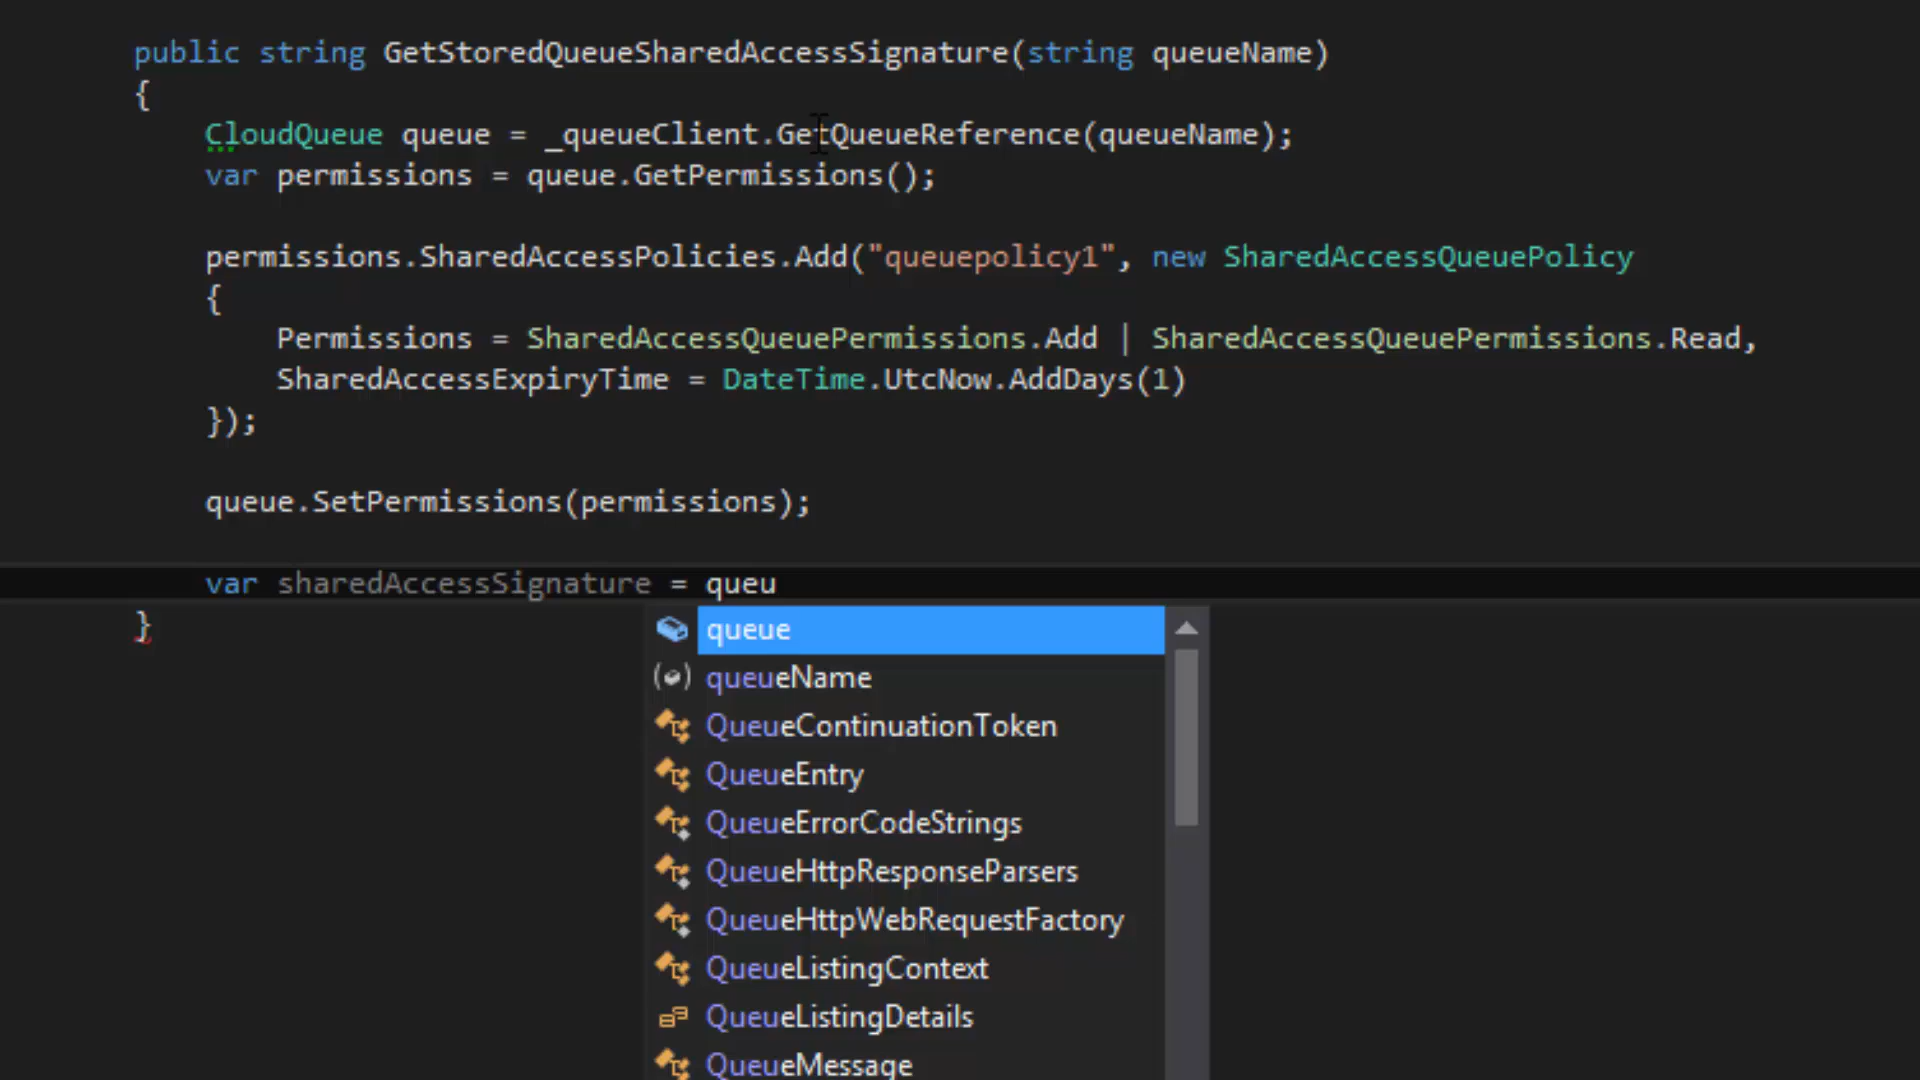 public string GetStoredQueueSharedAccessSignature(string queueName)
{
CloudQueue queue = _queueClient.GetQueueReference(queueName);
var permissions = queue.GetPermissions();
permissions.SharedAccessPolicies.Add("queuepolicy1", new SharedAccessQueuePolicy
{
Permissions = SharedAccessQueuePermissions.Add | SharedAccessQueuePermissions.Read,
SharedAccessExpiryTime = DateTime.UtcNow.AddDays(1)
});
queue.SetPermissions(permissions);
var sharedAccessSignature = queu
}
queue
queueName
QueueContinuationToken
QueueEntry
QueueErrorCodeStrings
QueueHttpResponseParsers
QueueHttpWebRequestFactory
QueueListingContext
QueueListingDetails
QueueMessage